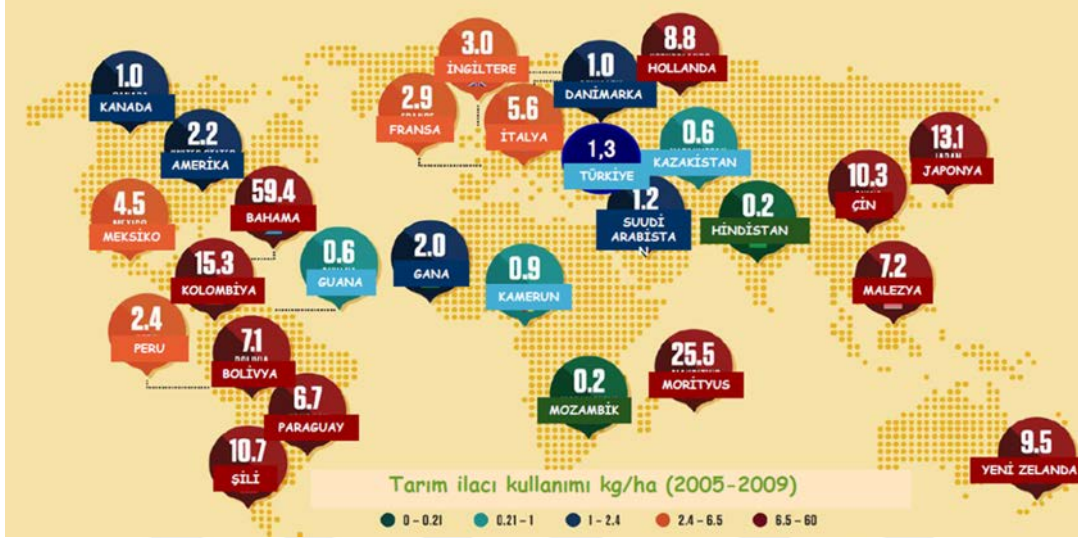 1.0
KANADA
2.2
AMERİKA
59.4
BAHAMA
4.5
MEKSİKO
15.3
KOLOMBİYA
0.6
GUANA
2.4
PERU
7.1
BOLİVYA
6.7
PARAGUAY
10.7
ŞİLİ
3.0
İNGİLTERE
2.9
FRANSA
5.6
İTALYA
1.0
DANİMARKA
8.8
HOLLANDA
1,3
TÜRKİYE
0.6
KAZAKİSTAN
1.2
SUUDİ
ARABİSTA
N
0.2
HİNDİSTAN
2.0
GANA
0.9
KAMERUN
0.2
MOZAMBİK
25.5
MORİTYUS
10.3
ÇİN
13.1
JAPONYA
7.2
MALEZYA
9.5
YENİ ZELANDA
Tarım ilacı kullanımı kg/ha (2005-2009)
0 – 0.21
0.21 – 1
1 – 2.4
2.4 – 6.5
6.5 – 60